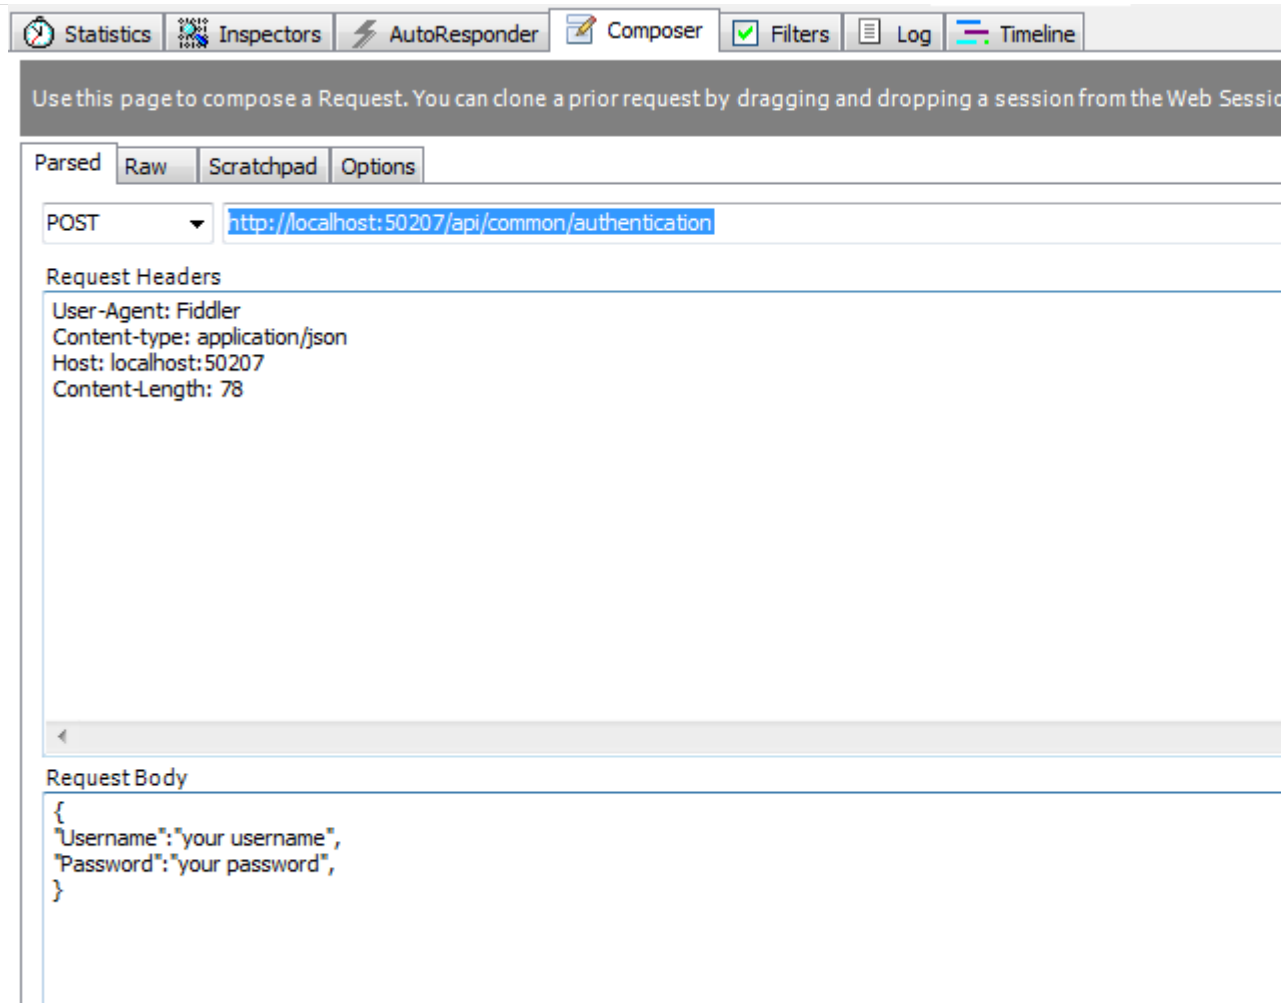 Statistics Inspectors AutoResponder Composer Filters Log Timeline
Use this page to compose a Request. You can clone a prior request by dragging and dropping a session from the Web
Parsed Raw Scratchpad Options
POST http://localhost:50207/api/common/authentication
Request Headers
User-Agent: Fiddler
Content-type: application/json
Host: localhost:50207
Content-Length: 78
Request Body
{
"Username":"your username",
"Password":"your password",
}